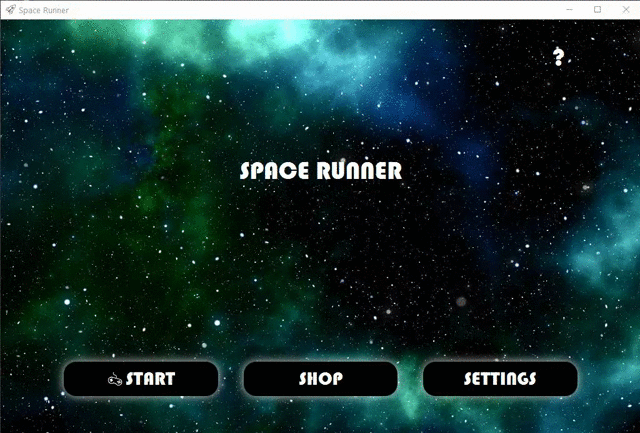 Space Runner
?
SPACE RUNNER
START
SHOP
SETTINGS